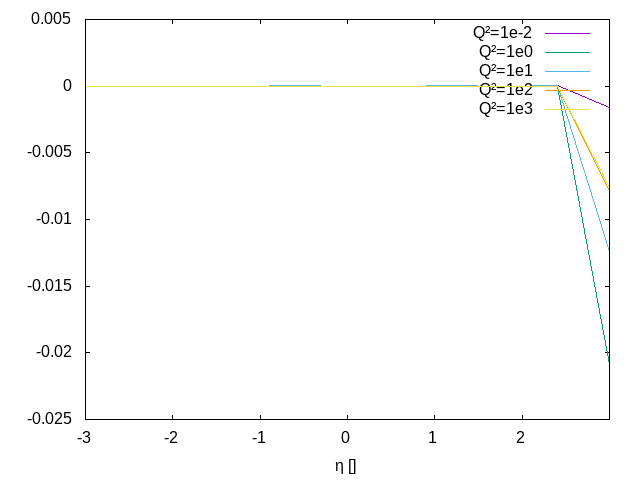 0.005
Q²=1e-2
Q²=1e0
Q²=1e1
0
Q²=1e2
Q²=1e3
-0.005
-0.01
-0.015
-0.02
-0.025
-3 -2 -1 0 1 2
η []